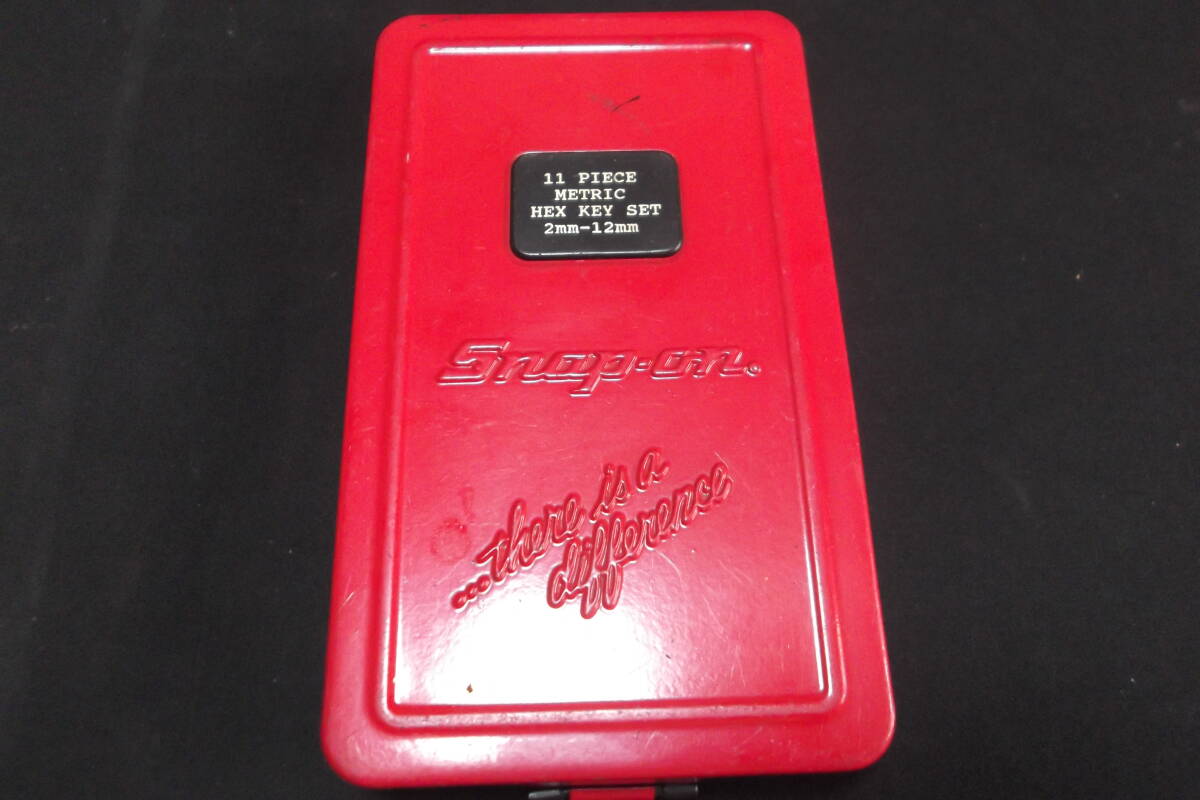 11 PIECE
METRIC
HEX KEY SET
2mm-12mm
Snap-on®
...there is a
difference